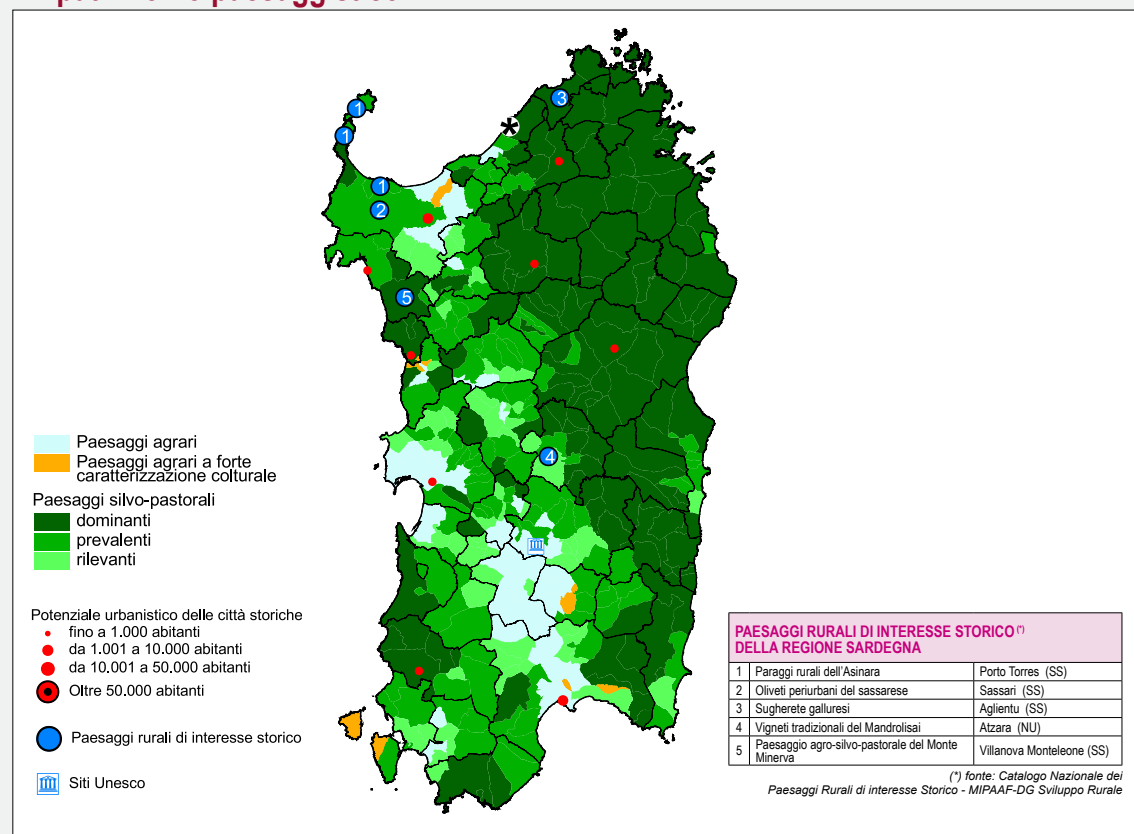 Paesaggi agrari
Paesaggi agrari a forte
caratterizzazione colturale
Paesaggi silvo-pastorali
dominanti
prevalenti
rilevanti
Potenziale urbanistico delle città storiche
fino a 1.000 abitanti
da 1.001 a 10.000 abitanti
da 10.001 a 50.000 abitanti
Oltre 50.000 abitanti
Paesaggi rurali di interesse storico
Siti Unesco
1
1
1
2
3
*
5
4
PAESAGGI RURALI DI INTERESSE STORICO (*)
DELLA REGIONE SARDEGNA
1 Paraggi rurali dell'Asinara Porto Torres (SS)
2 Oliveti periurbani del sassarese Sassari (SS)
3 Sugherete galluresi Aglientu (SS)
4 Vigneti tradizionali del Mandrolisai Atzara (NU)
5 Paesaggio agro-silvo-pastorale del Monte
Minerva Villanova Monteleone (SS)
(*) fonte: Catalogo Nazionale dei
Paesaggi Rurali di interesse Storico - MIPAAF-DG Sviluppo Rurale